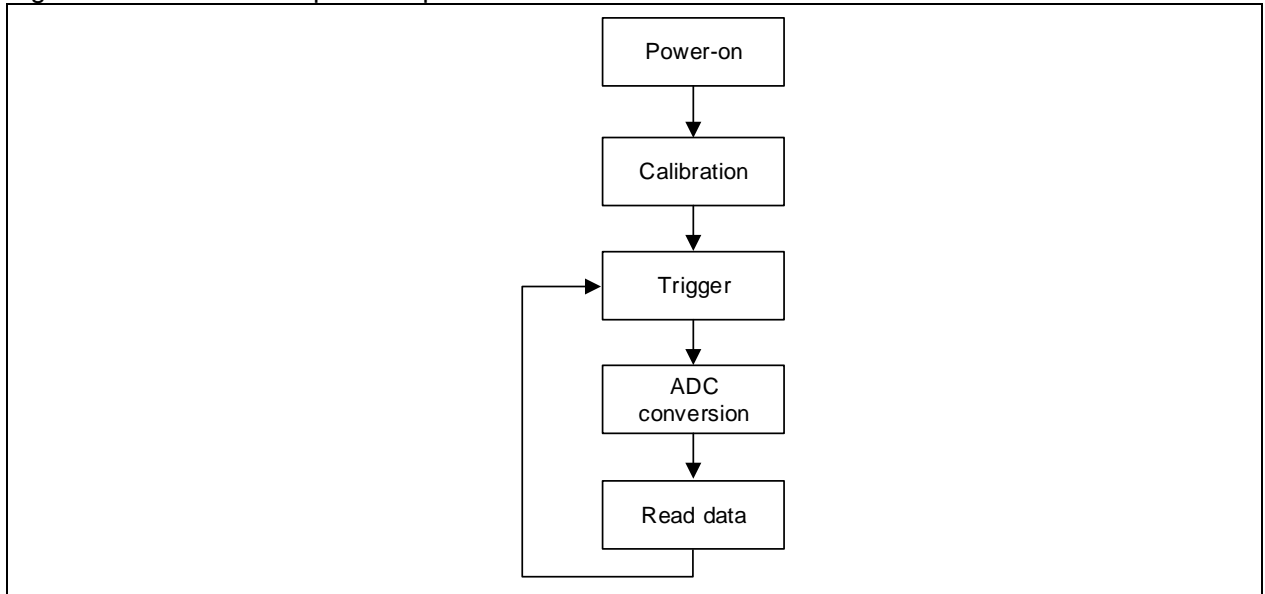 Power-on
Calibration
Trigger
ADC
conversion
Read data